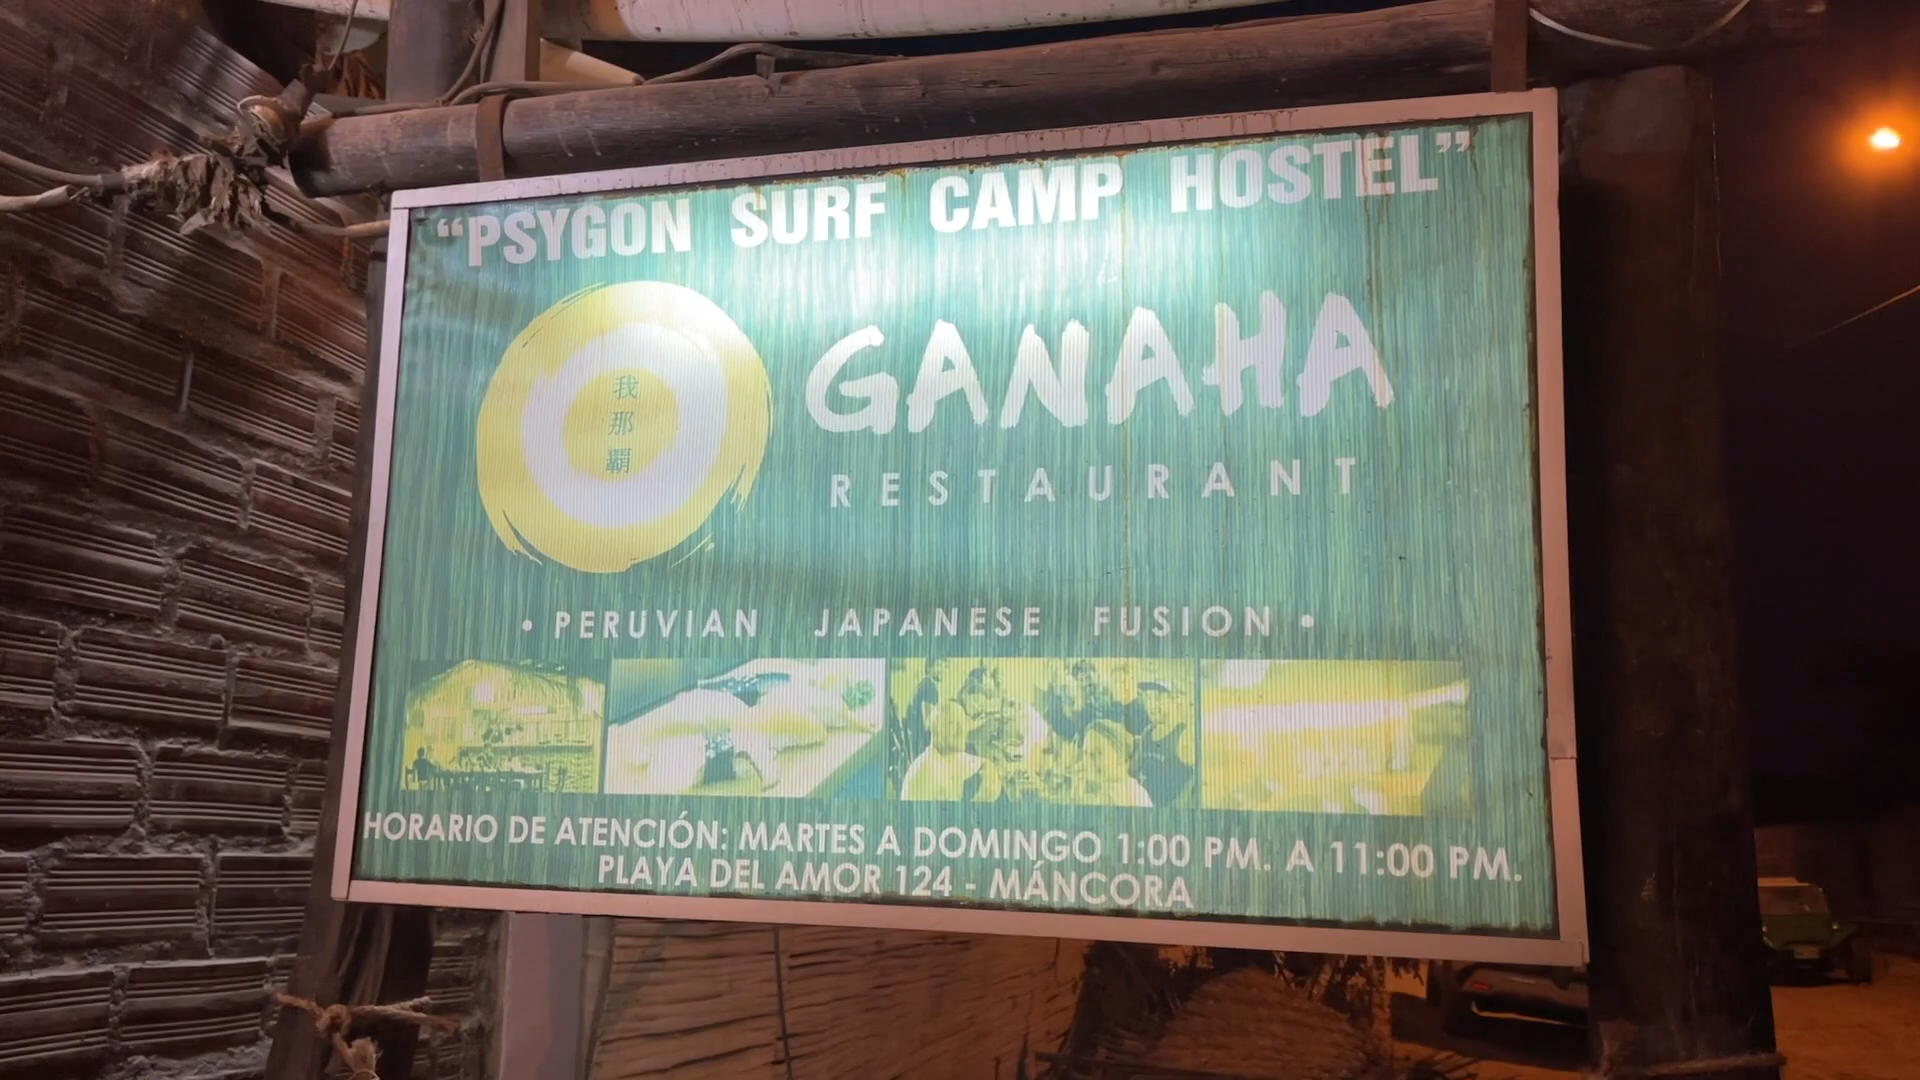 “PSYGON SURF CAMP HOSTEL”
我
那
覇
GANAHA
RESTAURANT
• PERUVIAN JAPANESE FUSION •
HORARIO DE ATENCIÓN: MARTES A DOMINGO 1:00 PM. A 11:00 PM.
PLAYA DEL AMOR 124 - MÁNCORA